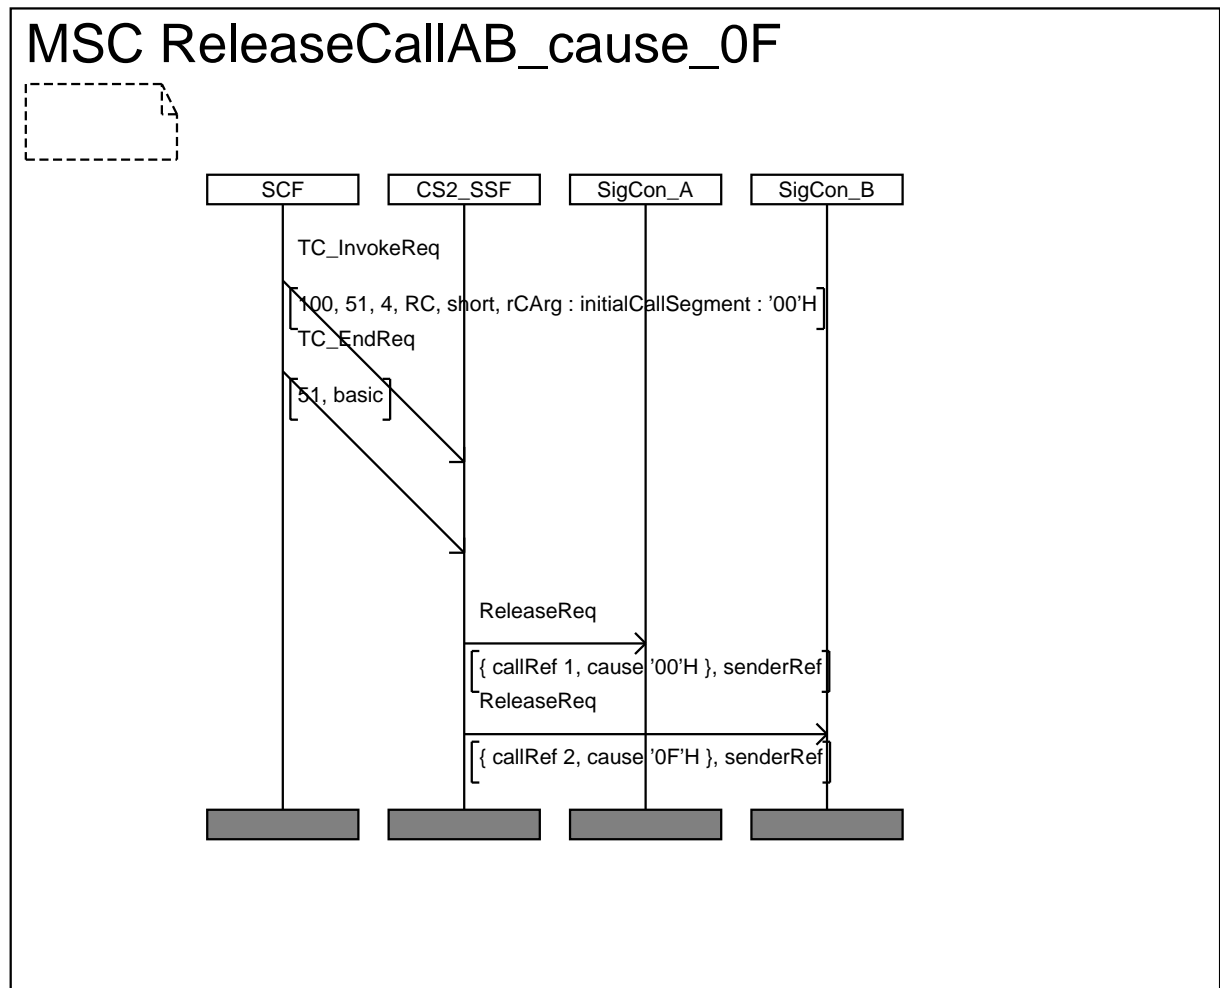 MSC ReleaseCallAB_cause_0F
SCF
CS2_SSF
SigCon_A
SigCon_B
TC_InvokeReq
100, 51, 4, RC, short, rCArg : initialCallSegment : '00'H
TC_EndReq
51, basic
ReleaseReq
{ callRef 1, cause '00'H }, senderRef
ReleaseReq
{ callRef 2, cause '0F'H }, senderRef